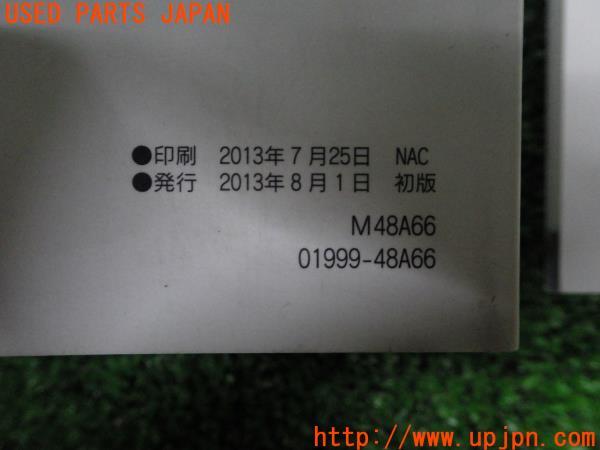 USED PARTS JAPAN
●印刷 2013年7月25日 NAC
●発行 2013年8月1日 初版
M48A66
01999-48A66
http://www.upjpn.com